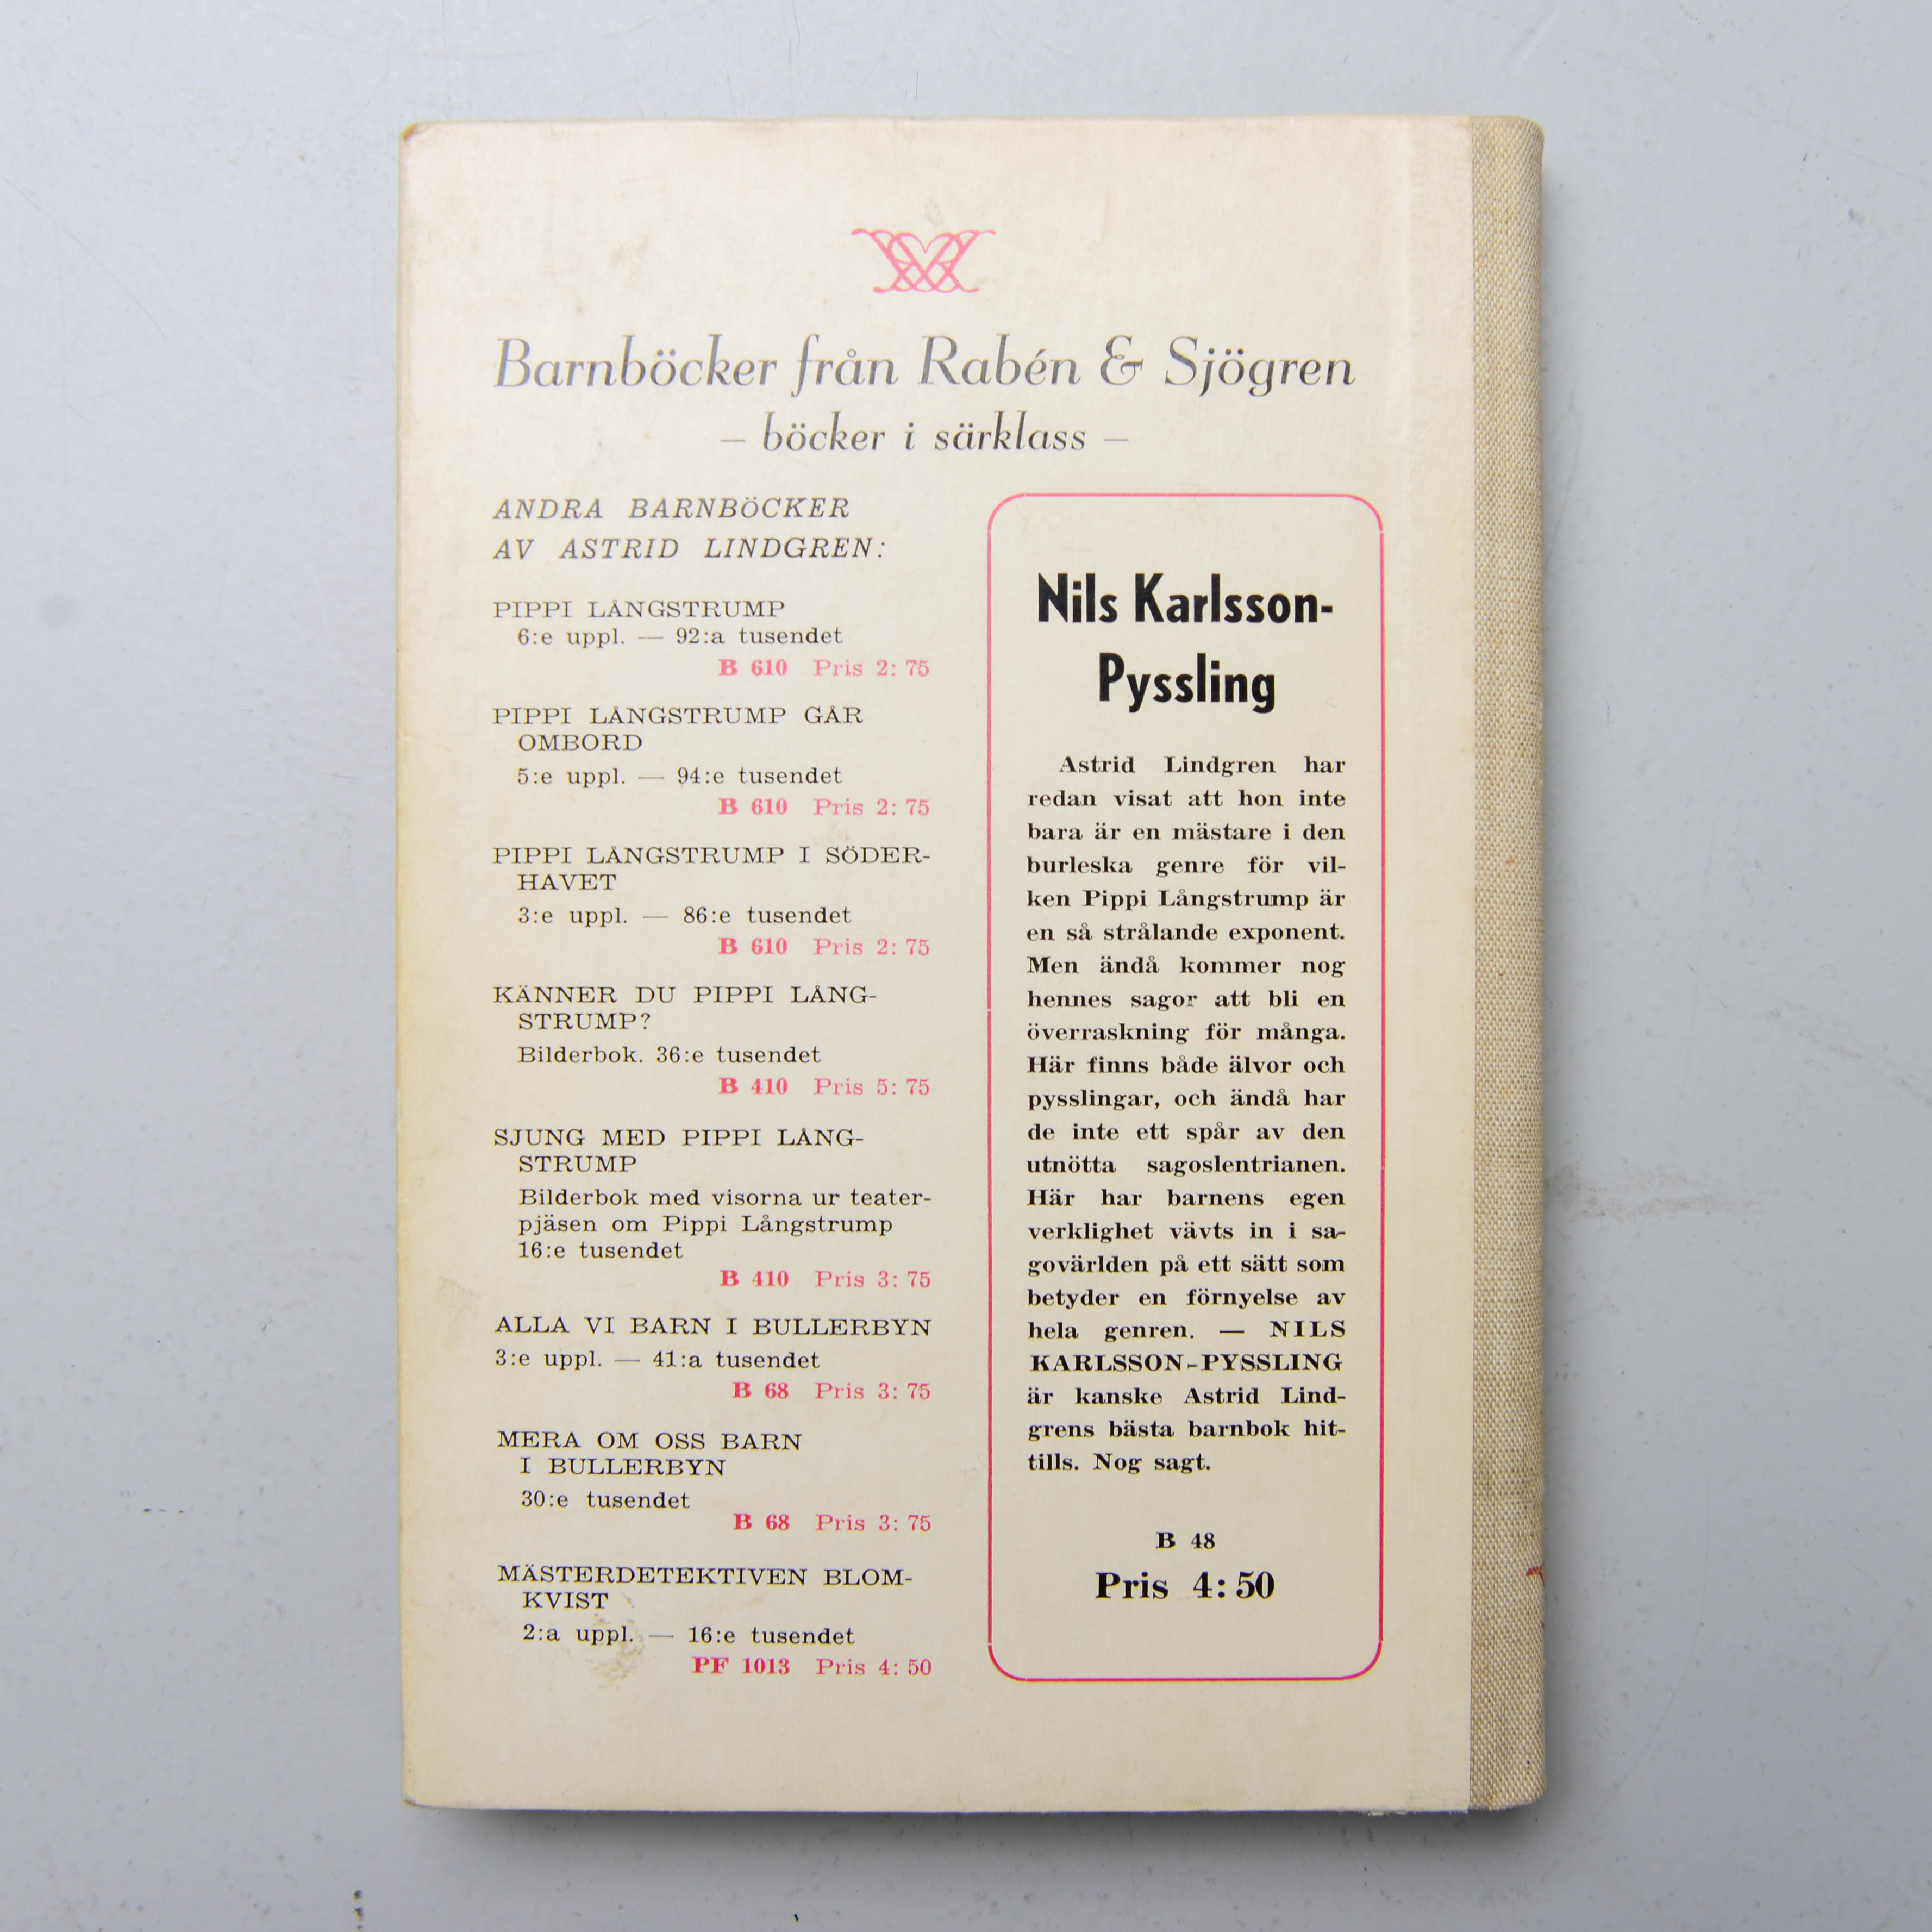 Barnböcker från Rabén & Sjögren
– böcker i särklass –
ANDRA BARNBÖCKER
AV ASTRID LINDGREN:
PIPPI LÅNGSTRUMP
6:e uppl. — 92:a tusendet
B 610 Pris 2: 75
PIPPI LÅNGSTRUMP GÅR
OMBORD
5:e uppl. — 94:e tusendet
B 610 Pris 2: 75
PIPPI LÅNGSTRUMP I SÖDER-
HAVET
3:e uppl. — 86:e tusendet
B 610 Pris 2: 75
KÄNNER DU PIPPI LÅNG-
STRUMP?
Bilderbok. 36:e tusendet
B 410 Pris 5: 75
SJUNG MED PIPPI LÅNG-
STRUMP
Bilderbok med visorna ur teater-
pjäsen om Pippi Långstrump
16:e tusendet
B 410 Pris 3: 75
ALLA VI BARN I BULLERBYN
3:e uppl. — 41:a tusendet
B 68 Pris 3: 75
MERA OM OSS BARN
I BULLERBYN
30:e tusendet
B 68 Pris 3: 75
MÄSTERDETEKTIVEN BLOM-
KVIST
2:a uppl. — 16:e tusendet
PF 1013 Pris 4: 50
Nils Karlsson-
Pyssling
Astrid Lindgren har
redan visat att hon inte
bara är en mästare i den
burleska genre för vil-
ken Pippi Långstrump är
en så strålande exponent.
Men ändå kommer nog
hennes sagor att bli en
överraskning för många.
Här finns både älvor och
pysslingar, och ändå har
de inte ett spår av den
utnötta sagoslentrianen.
Här har barnens egen
verklighet vävts in i sa-
govärlden på ett sätt som
betyder en förnyelse av
hela genren. — NILS
KARLSSON-PYSSLING
är kanske Astrid Lind-
grens bästa barnbok hit-
tills. Nog sagt.
B 48
Pris 4: 50